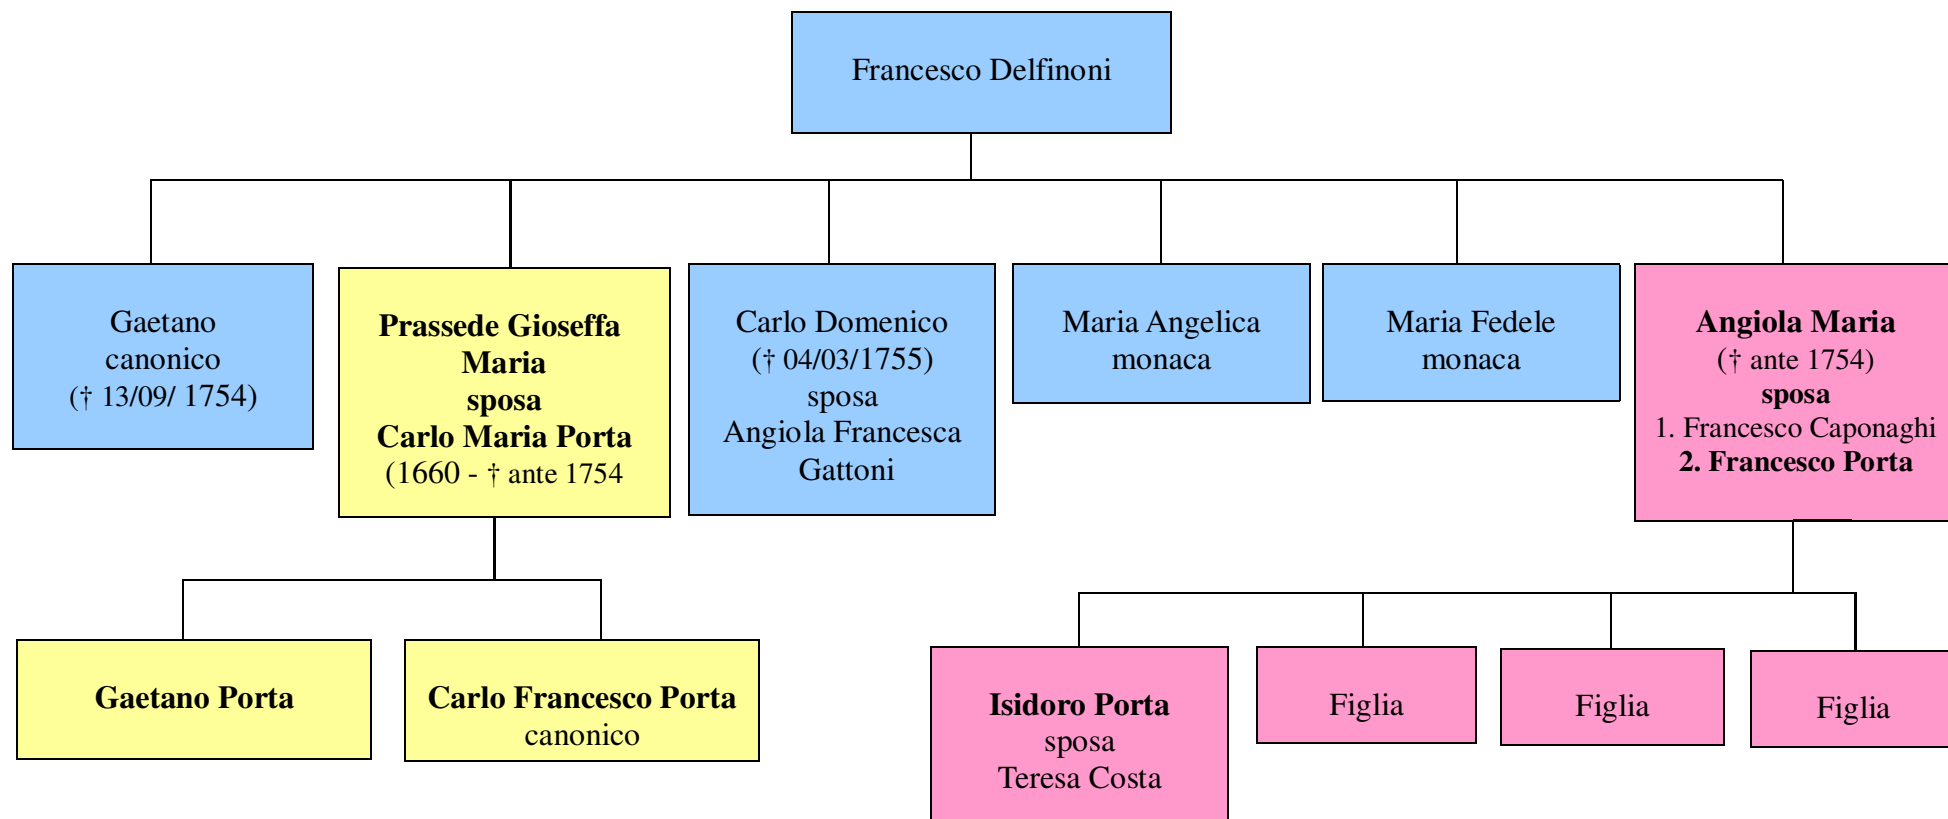 Francesco Delfinoni
Gaetano
canonico
(† 13/09/ 1754)
Prassede Gioseffa
Maria
sposa
Carlo Maria Porta
(1660 - † ante 1754
Carlo Domenico
(† 04/03/1755)
sposa
Angiola Francesca
Gattoni
Maria Angelica
monaca
Maria Fedele
monaca
Angiola Maria
(† ante 1754)
sposa
1. Francesco Caponaghi
2. Francesco Porta
Gaetano Porta
Carlo Francesco Porta
canonico
Isidoro Porta
sposa
Teresa Costa
Figlia
Figlia
Figlia